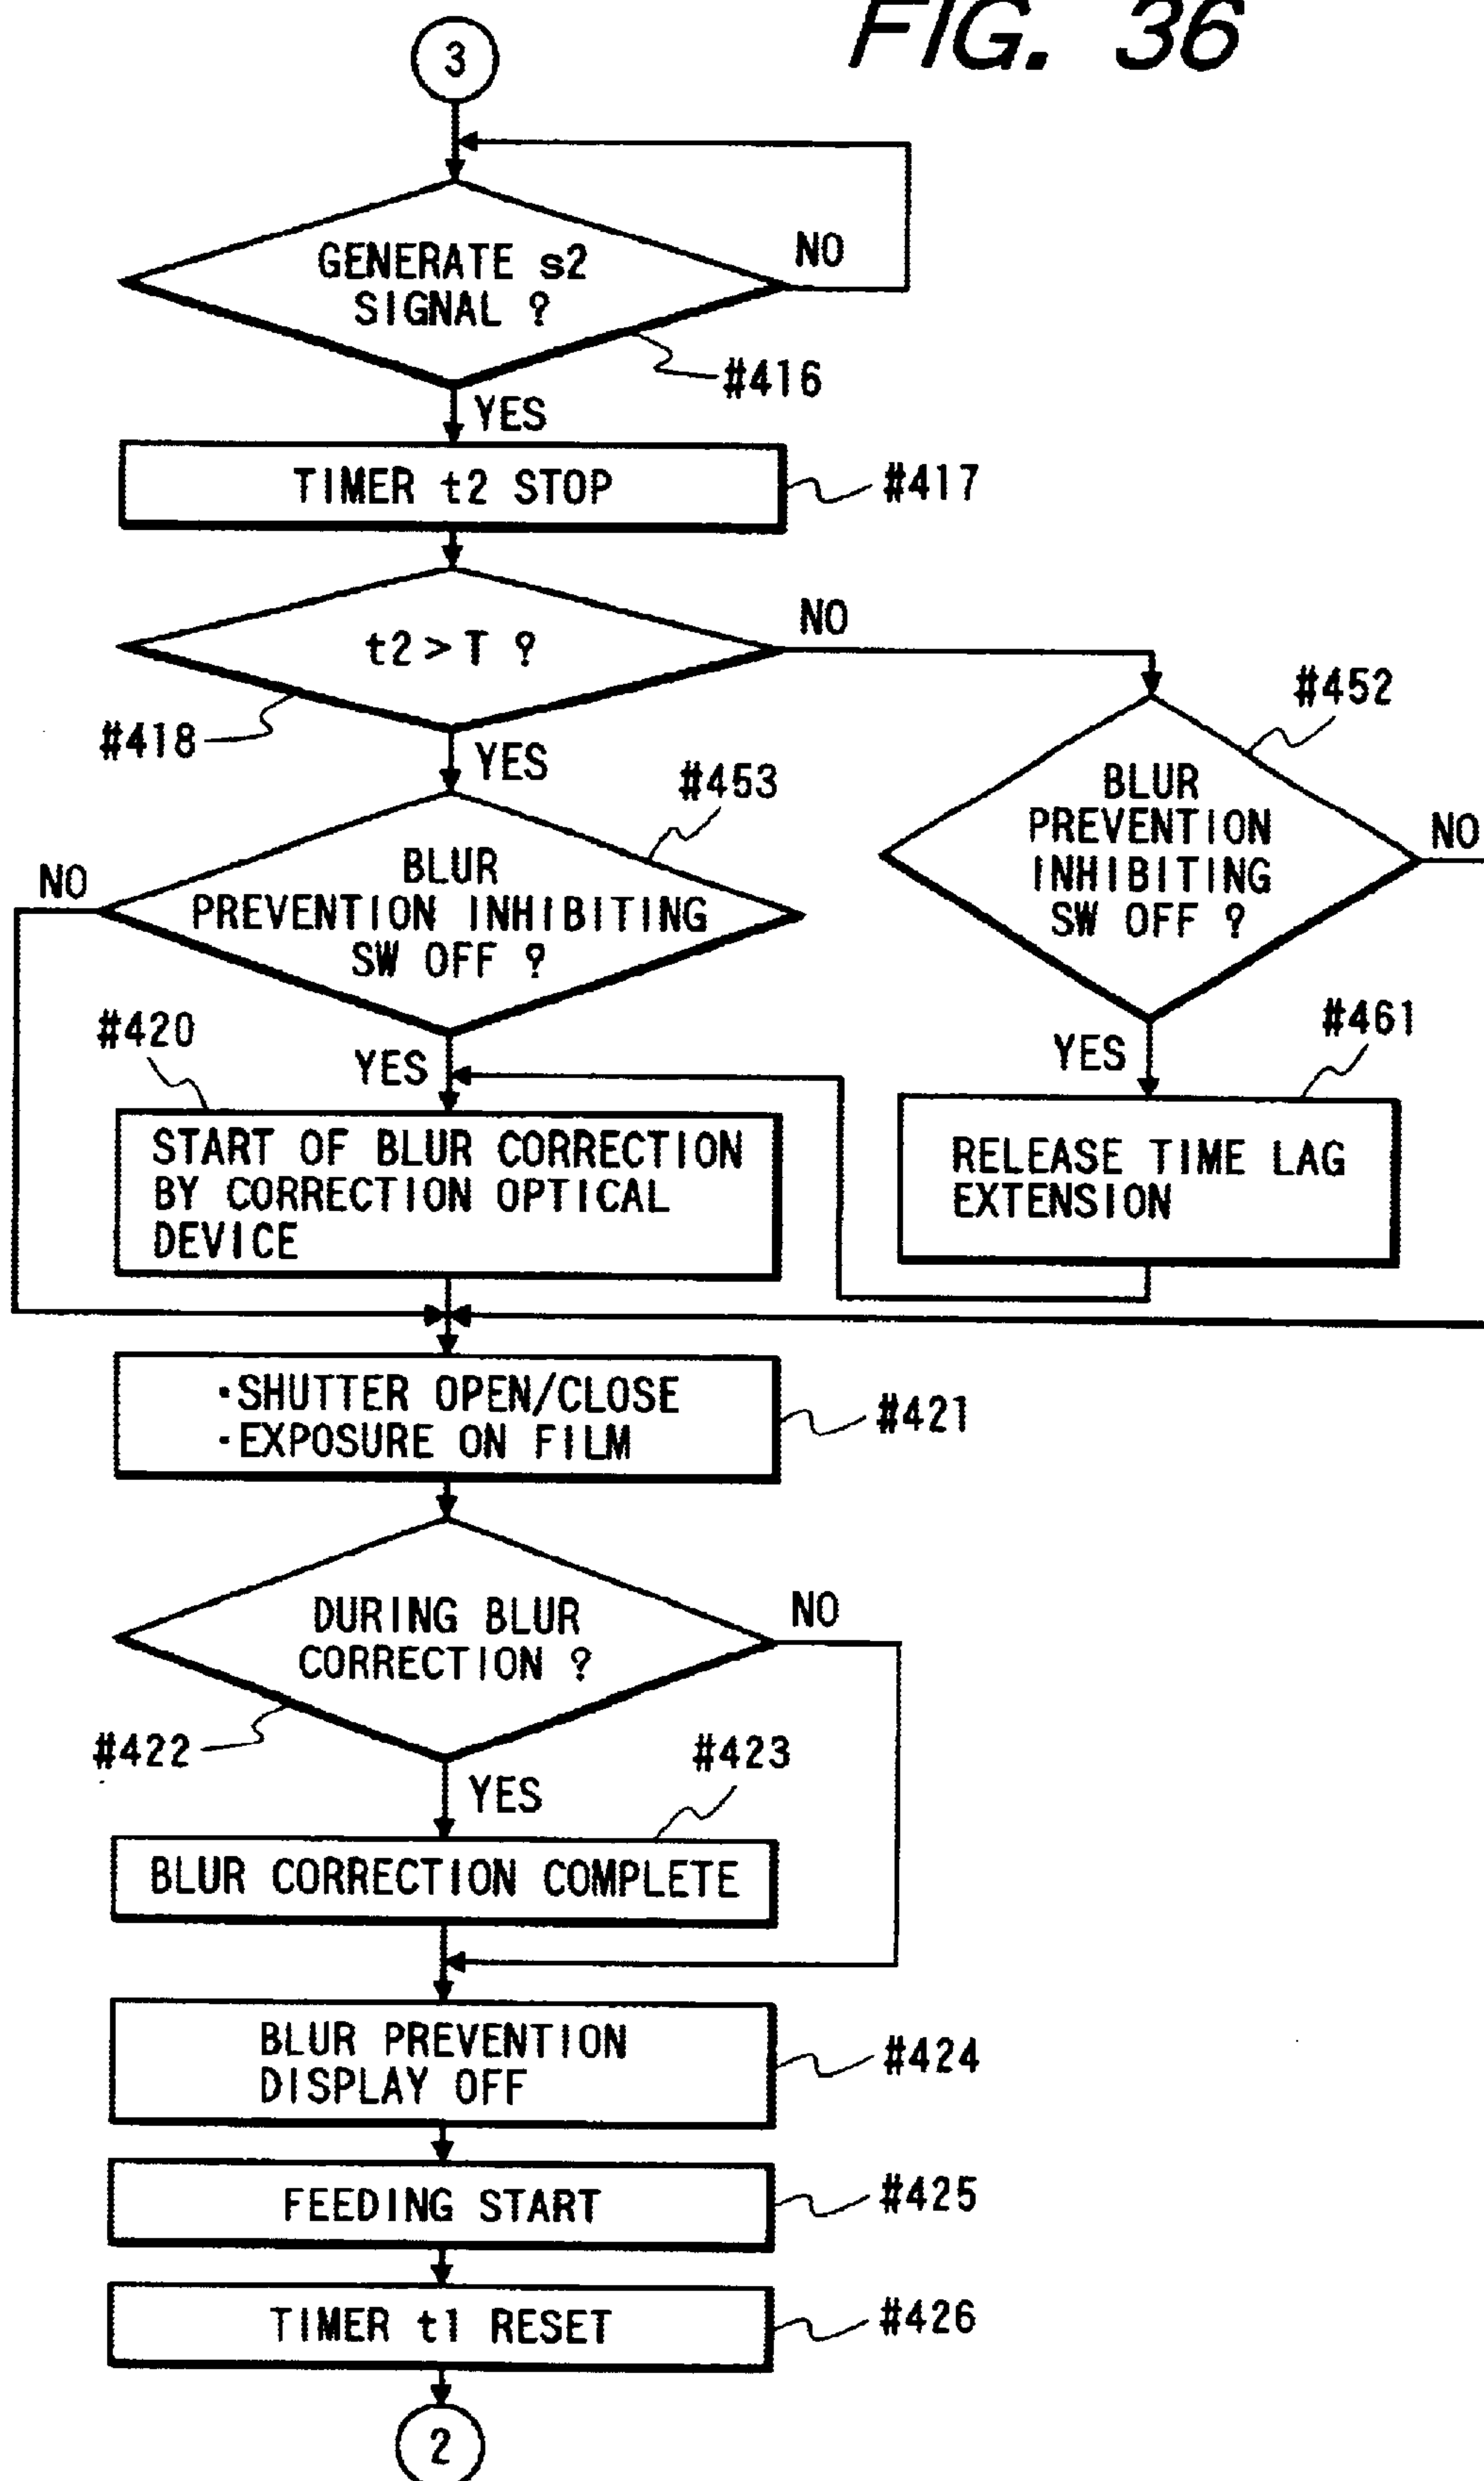 FIG. 36
3
GENERATE s2
SIGNAL ?
NO
#416
YES
TIMER t2 STOP
#417
t2 > T ?
NO
#418
YES
#452
BLUR
PREVENTION
INHIBITING
SW OFF ?
NO
#453
BLUR
PREVENTION INHIBITING
SW OFF ?
NO
#420
YES
YES
#461
START OF BLUR CORRECTION
BY CORRECTION OPTICAL
DEVICE
RELEASE TIME LAG
EXTENSION
·SHUTTER OPEN/CLOSE
·EXPOSURE ON FILM
#421
DURING BLUR
CORRECTION ?
NO
#422
YES
#423
BLUR CORRECTION COMPLETE
BLUR PREVENTION
DISPLAY OFF
#424
FEEDING START
#425
TIMER t1 RESET
#426
2